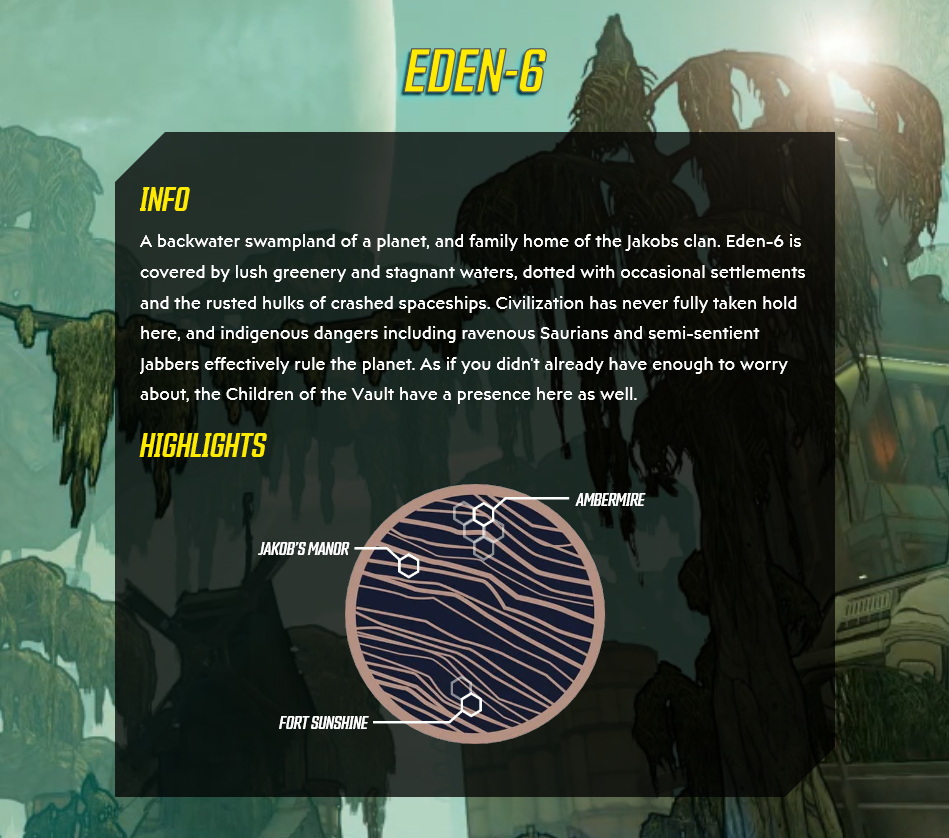 EDEN-6
INFO
A backwater swampland of a planet, and family home of the Jakobs clan. Eden-6 is
covered by lush greenery and stagnant waters, dotted with occasional settlements
and the rusted hulks of crashed spaceships. Civilization has never fully taken hold
here, and indigenous dangers including ravenous Saurians and semi-sentient
Jabbers effectively rule the planet. As if you didn't already have enough to worry
about, the Children of the Vault have a presence here as well.
HIGHLIGHTS
AMBERMIRE
JAKOB'S MANOR
FORT SUNSHINE